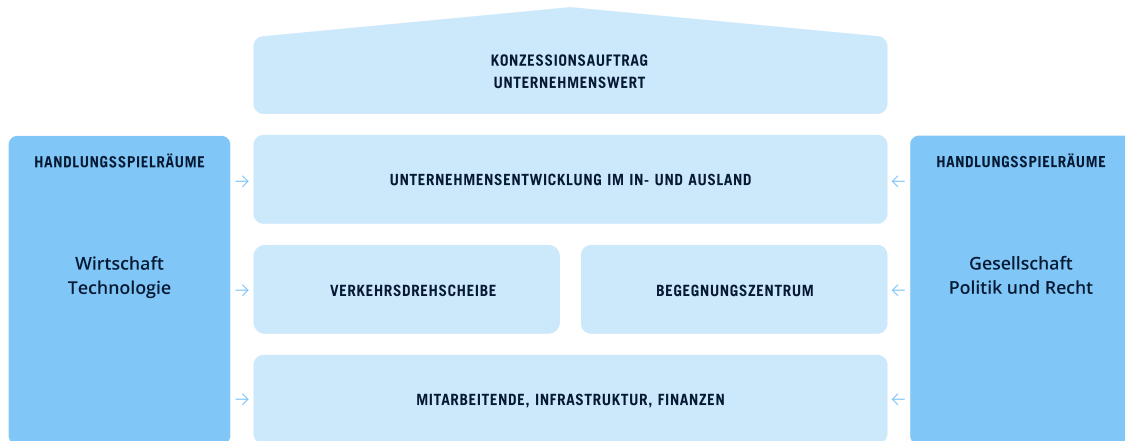 KONZESSIONSAUFTRAG
UNTERNEHMENSWERT
HANDLUNGSSPIELRÄUME
Wirtschaft
Technologie
UNTERNEHMENSENTWICKLUNG IM IN- UND AUSLAND
VERKEHRSDREHSCHEIBE
BEGEGNUNGSZENTRUM
MITARBEITENDE, INFRASTRUKTUR, FINANZEN
HANDLUNGSSPIELRÄUME
Gesellschaft
Politik und Recht